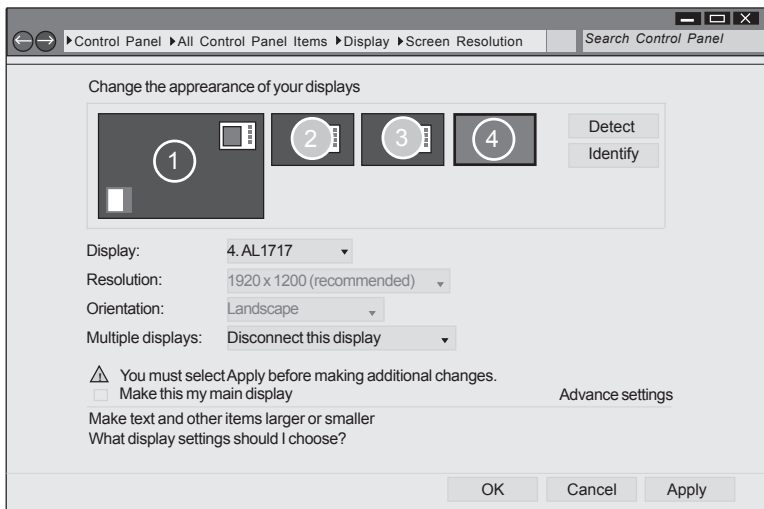 Control Panel All Control Panel Items Display Screen Resolution Search Control Panel
Change the apprearance of your displays
1 2 3 4
Detect
Identify
Display: 4. AL1717
Resolution: 1920 x 1200 (recommended)
Orientation: Landscape
Multiple displays: Disconnect this display
You must select Apply before making additional changes.
Make this my main display Advance settings
Make text and other items larger or smaller
What display settings should I choose?
OK Cancel Apply